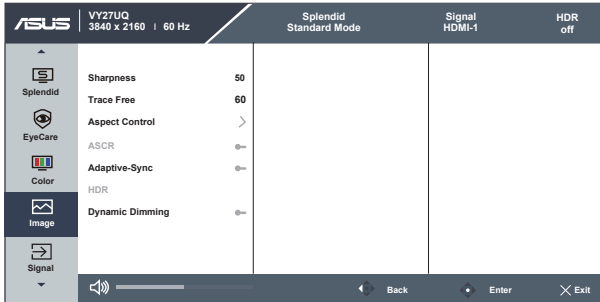 ASUS
VY27UQ
3840 x 2160 ı 60 Hz
Splendid
Standard Mode
Signal
HDMI-1
HDR
off
Splendid
EyeCare
Color
Image
Signal
Sharpness 50
Trace Free 60
Aspect Control
ASCR
Adaptive-Sync
HDR
Dynamic Dimming
Back
Enter
Exit